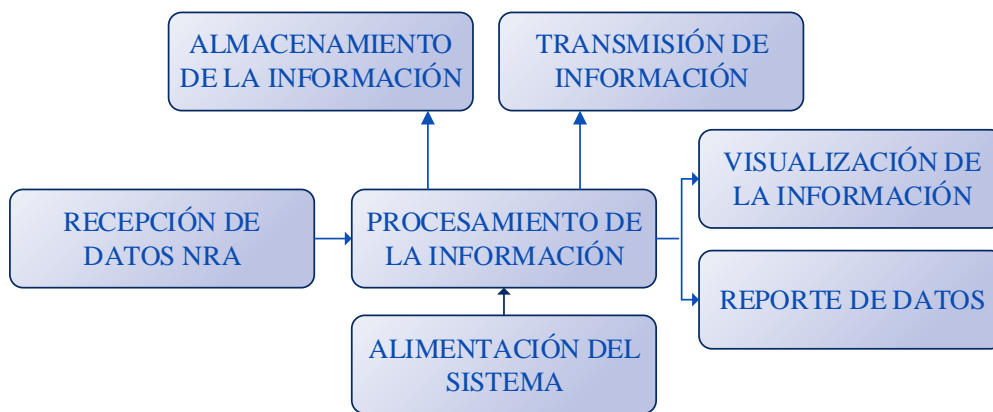 ALMACENAMIENTO
DE LA INFORMACIÓN
TRANSMISIÓN DE
INFORMACIÓN
VISUALIZACIÓN DE
LA INFORMACIÓN
RECEPCIÓN DE
DATOS NRA
PROCESAMIENTO DE
LA INFORMACIÓN
REPORTE DE DATOS
ALIMENTACIÓN DEL
SISTEMA